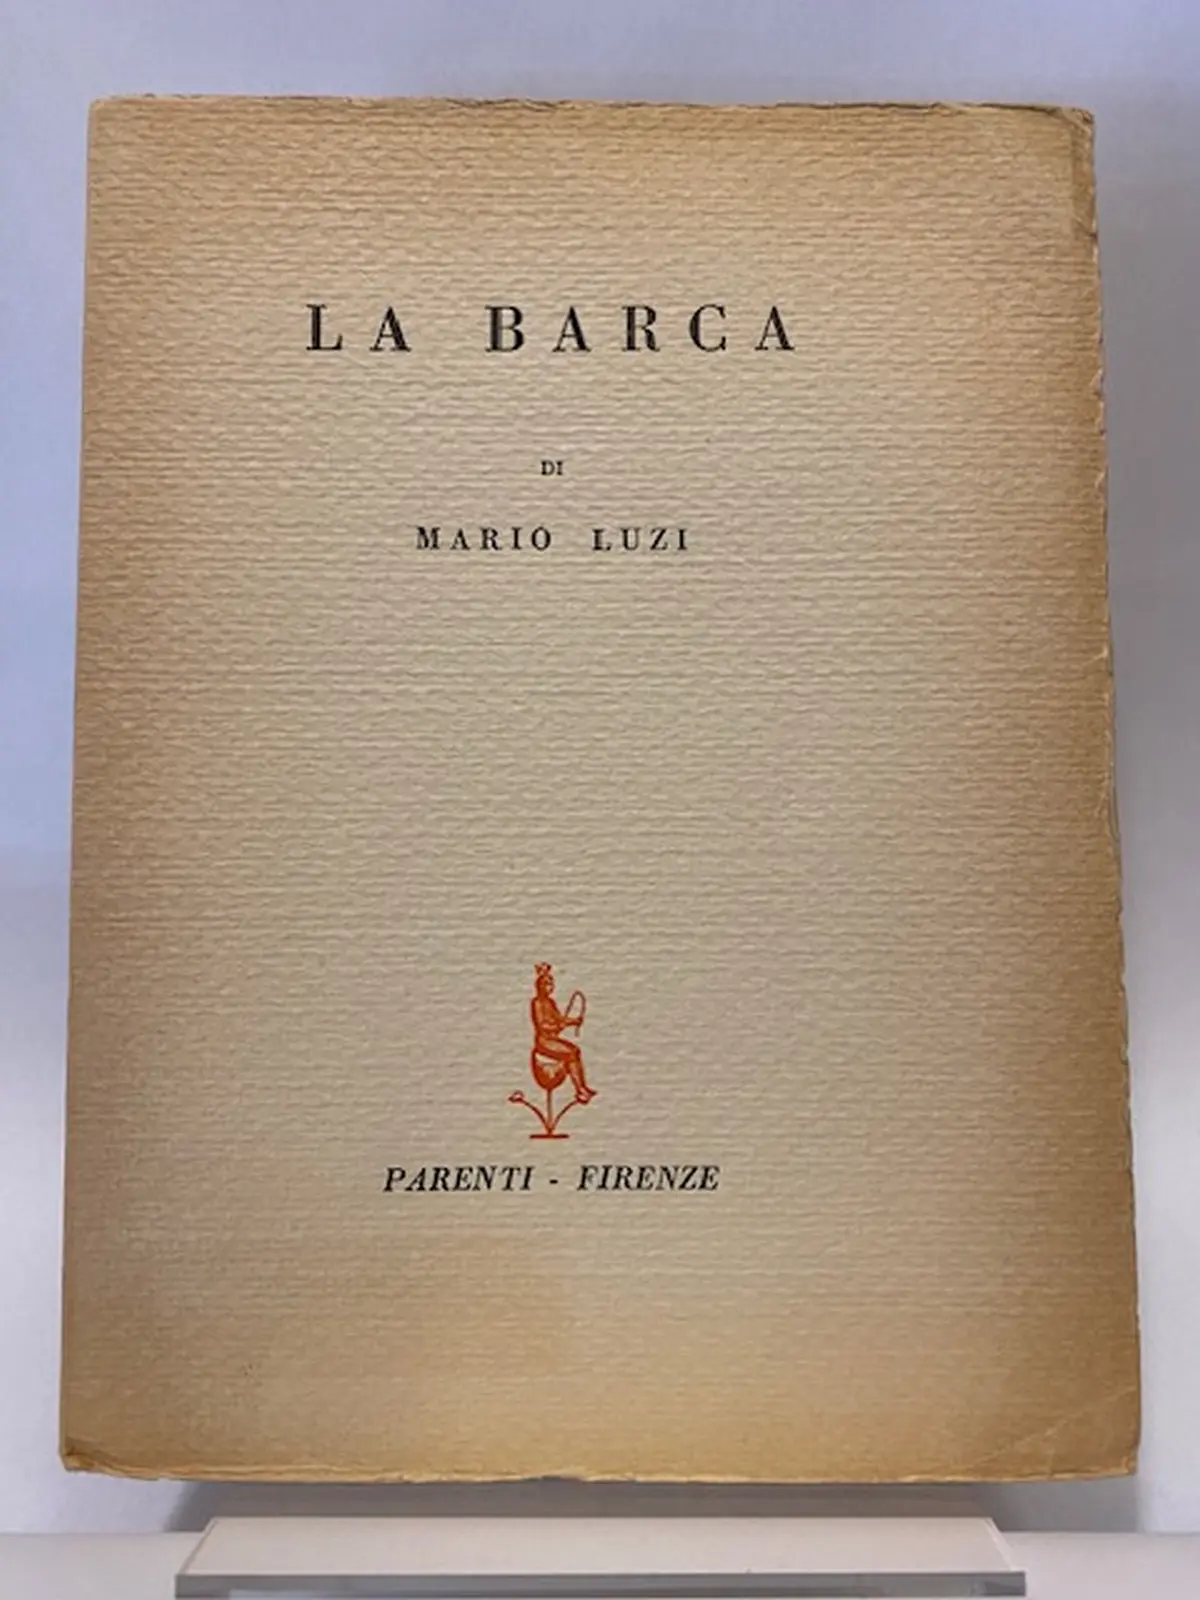 LA BARCA
DI
MARIO LUZI
PARENTI - FIRENZE